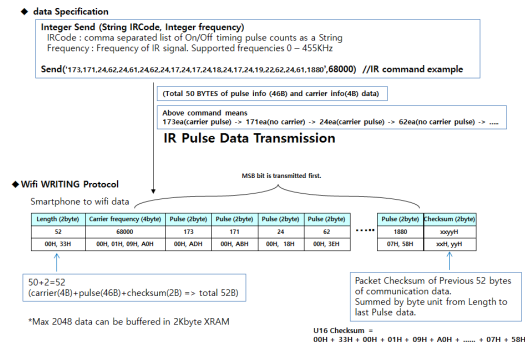 ◆ data Specification
Integer Send (String IRCode, Integer frequency)
IRCode : comma separated list of On/Off timing pulse counts as a String
Frequency : Frequency of IR signal. Supported frequencies 0 – 455KHz
Send('173,171,24,62,24,61,24,62,24,17,24,17,24,18,24,17,24,19,22,62,24,61,1880',68000) //IR command example
(Total 50 BYTES of pulse info (46B) and carrier info(4B) data)
Above command means
173ea(carrier pulse) -> 171ea(no carrier) -> 24ea(carrier pulse) -> 62ea(no carrier pulse) -> .....
IR Pulse Data Transmission
MSB bit is transmitted first.
◆ Wifi WRITING Protocol
Smartphone to wifi data
Length (2byte) Carrier frequency (4byte) Pulse (2byte) Pulse (2byte) Pulse (2byte) Pulse (2byte) ..... Pulse (2byte) Checksum (2byte)
52 68000 173 171 24 62 1880 xxyyH
00H, 33H 00H, 01H, 09H, A0H 00H, ADH 00H, ABH 00H, 18H 00H, 3EH 07H, 58H xxH, yyH
50+2=52
(carrier(4B)+pulse(46B)+checksum(2B) => total 52B)
Packet Checksum of Previous 52 bytes
of communication data.
Summed by byte unit from Length to
last Pulse data.
*Max 2048 data can be buffered in 2Kbyte XRAM
U16 Checksum =
00H + 33H + 00H + 01H + 09H + A0H + ...... + 07H + 58H